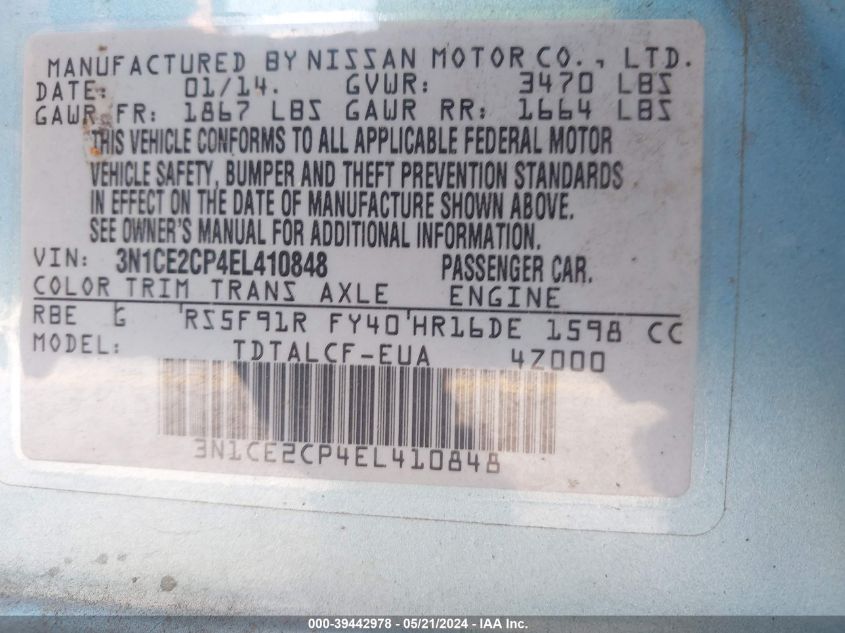 MANUFACTURED BY NISSAN MOTOR CO., LTD.
DATE: 01/14. GVWR: 3470 LBS
GAWR FR: 1867 LBS GAWR RR: 1664 LBS
THIS VEHICLE CONFORMS TO ALL APPLICABLE FEDERAL MOTOR
VEHICLE SAFETY, BUMPER AND THEFT PREVENTION STANDARDS
IN EFFECT ON THE DATE OF MANUFACTURE SHOWN ABOVE.
SEE OWNER'S MANUAL FOR ADDITIONAL INFORMATION.
VIN: 3N1CE2CP4EL410848 PASSENGER CAR.
COLOR TRIM TRANS AXLE ENGINE
RBE G RS5F91R FY40 HR16DE 1598 CC
MODEL: TDTALCF-EUA 4Z000
3N1CE2CP4EL410848
000-39442978 - 05/21/2024 - IAA Inc.